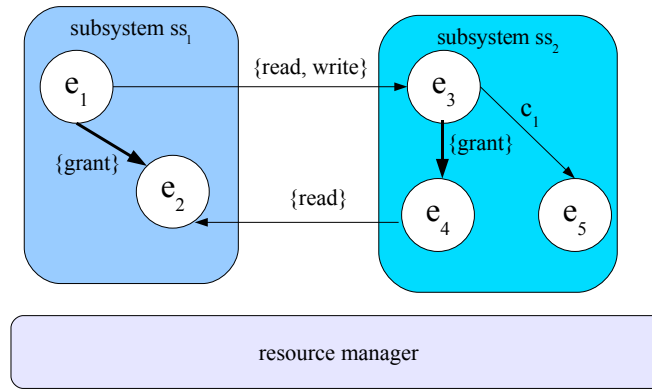 subsystem ss₁
subsystem ss₂
e₁
{read, write}
e₃
c₁
{grant}
{grant}
e₂
{read}
e₄
e₅
resource manager